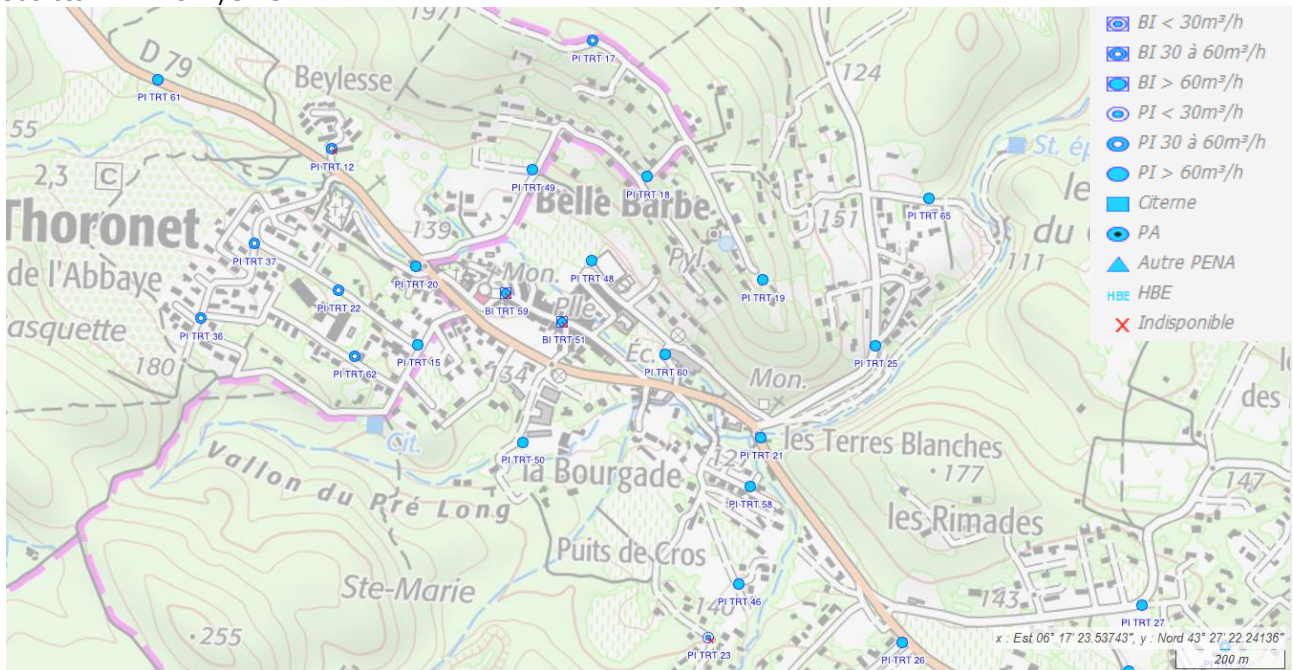 D 79
Beylesse
197
124
PI TRT 17
PI TRT 61
155
PI TRT 12
2,3 C
PI TRT 49
PI TRT 18
Belle Barbe
PI TRT 65
St. ép
le
du
Thoronet
139
151
111
de l'Abbaye
PI TRT 37
PI TRT 20
Mon.
PI TRT 48
Pyl.
PI TRT 19
PI TRT 22
BI TRT 59
Plle
BI TRT 51
asquette
PI TRT 36
PI TRT 15
PI TRT 62
180
134
Éc.
PI TRT 60
PI TRT 25
Mon.
des
Cit.
PI TRT 50
la Bourgade
PI TRT 21
les Terres Blanches
177
147
Vallon du Pré Long
PI TRT 58
les Rimades
Puits de Cros
Ste-Marie
PI TRT 46
140
143
PI TRT 27
255
PI TRT 23
PI TRT 26
BI < 30m³/h
BI 30 à 60m³/h
BI > 60m³/h
PI < 30m³/h
PI 30 à 60m³/h
PI > 60m³/h
Citerne
PA
Autre PENA
HBE HBE
Indisponible
x : Est 06° 17' 23.53743", y : Nord 43° 27' 22.24136"
200 m